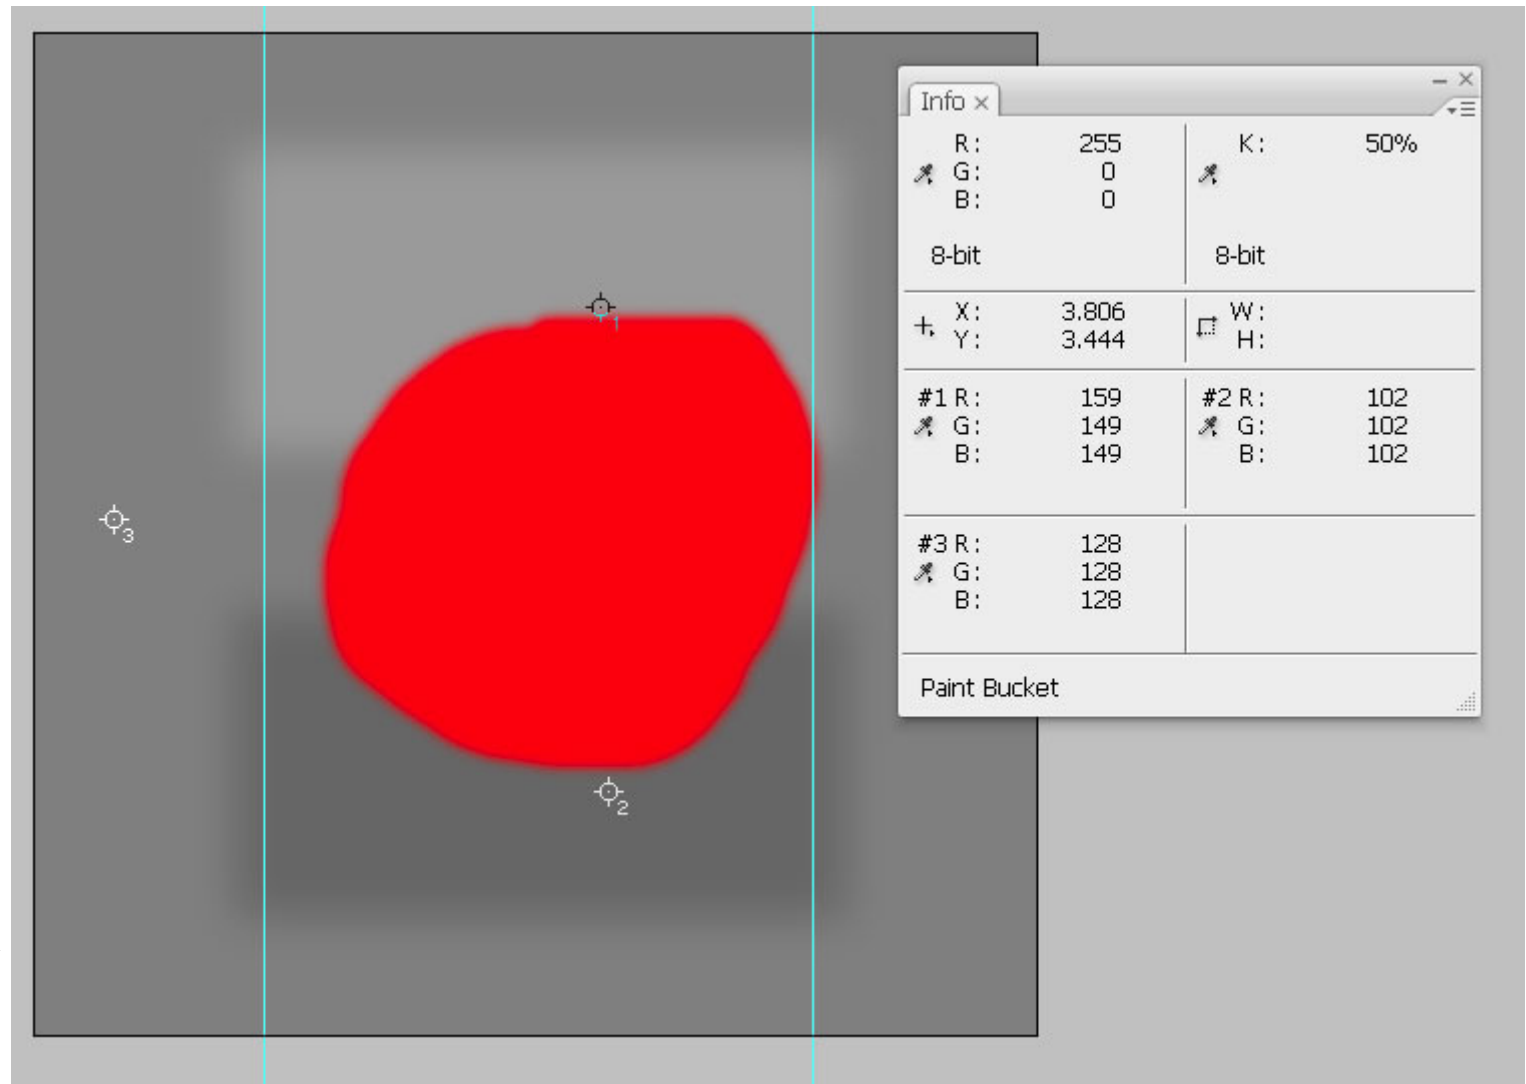 Info
R: 255 K: 50%
G: 0
B: 0
8-bit 8-bit
X: 3.806 W:
Y: 3.444 H:
#1 R: 159 #2 R: 102
G: 149 G: 102
B: 149 B: 102
#3 R: 128
G: 128
B: 128
Paint Bucket
1
3
2